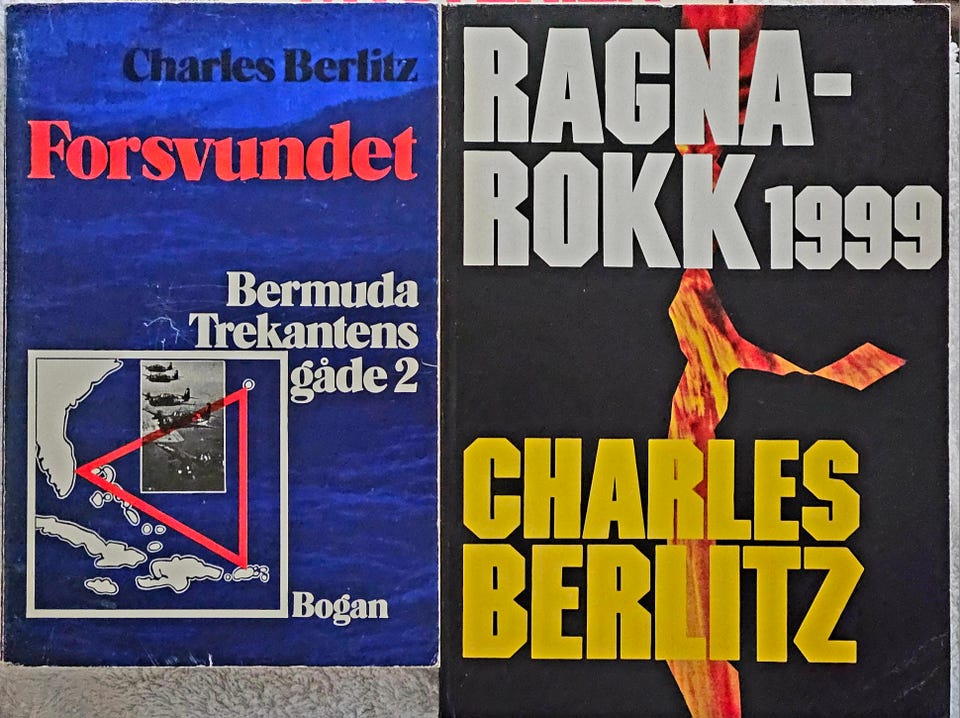 Charles Berlitz
Forsvundet
Bermuda
Trekantens
gåde 2
Bogan
RAGNA-
ROKK 1999
CHARLES
BERLITZ